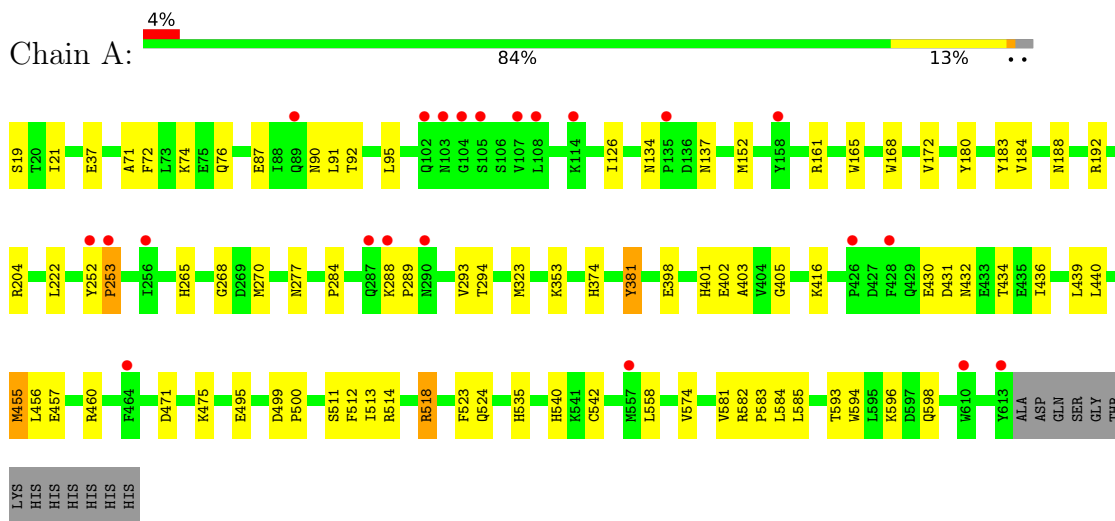 4%
Chain A:
84% 13% • •
S19 T20 I21 E37 A71 F72 L73 K74 E75 Q76 E87 I88 Q89 N90 L91 T92 L95 Q102 N103 G104 S105 S106 V107 L108 K114 I126 N134 P135 D136 N137 M152 Y158 R161 W165 W168 V172 Y180 Y183 V184 N188 R192
R204 L222 Y252 P253 I256 H265 G268 D269 M270 N277 P284 Q287 K288 P289 N290 V293 T294 M323 K353 H374 Y381 E398 H401 E402 A403 V404 G405 K416 P426 D427 F428 Q429 E430 D431 N432 E433 T434 E435 I436 L439 L440
M455 L456 E457 R460 F464 D471 K475 E495 D499 P500 S511 F512 I513 R514 R518 F523 Q524 H535 H540 K541 C542 M557 L558 V574 V581 R582 P583 L584 L585 T593 W594 L595 K596 D597 Q598 W610 Y613 ALA ASP GLN SER GLY THR
LYS HIS HIS HIS HIS HIS HIS